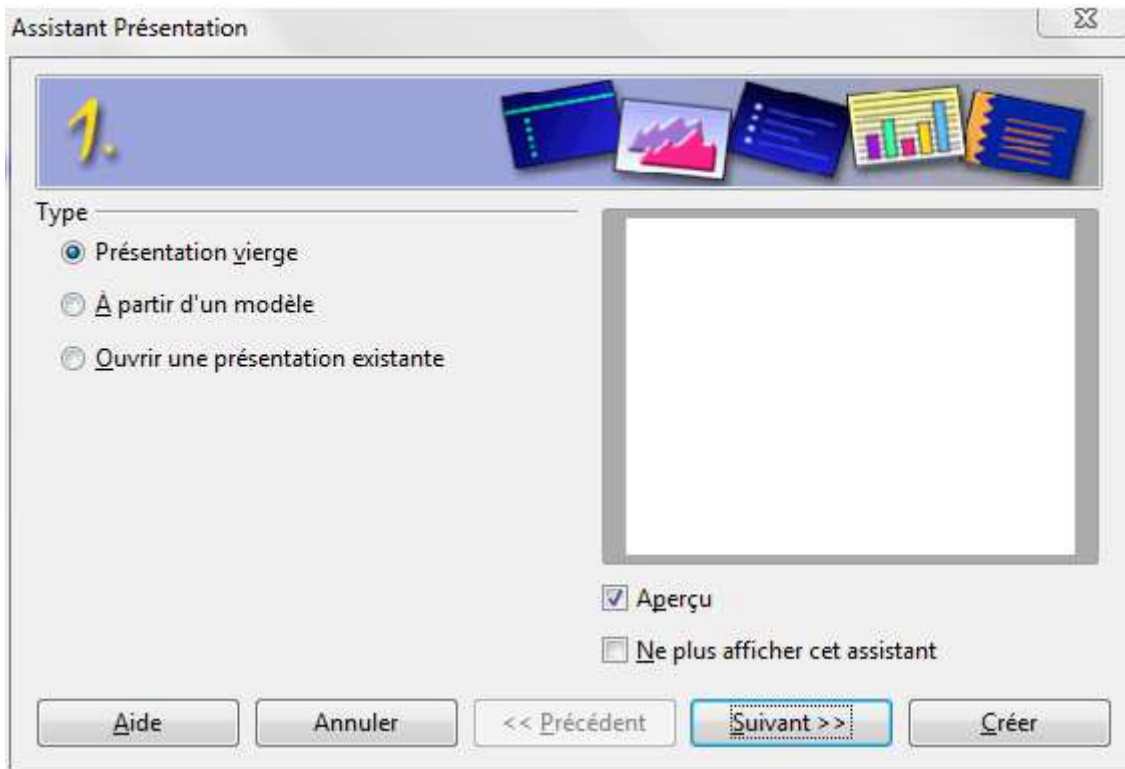 Assistant Présentation
1.
Type
Présentation vierge
À partir d'un modèle
Ouvrir une présentation existante
Aperçu
Ne plus afficher cet assistant
Aide Annuler << Précédent Suivant >> Créer